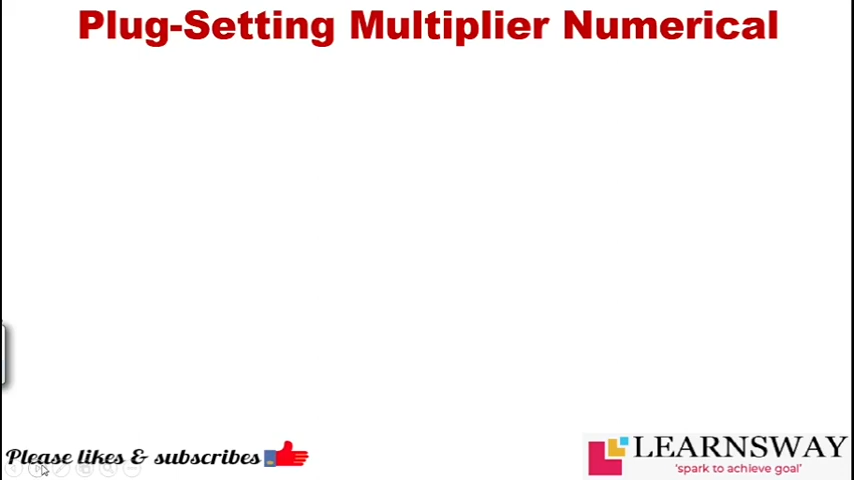 Plug-Setting Multiplier Numerical
Please likes & subscribes
LEARNSWAY
'spark to achieve goal'